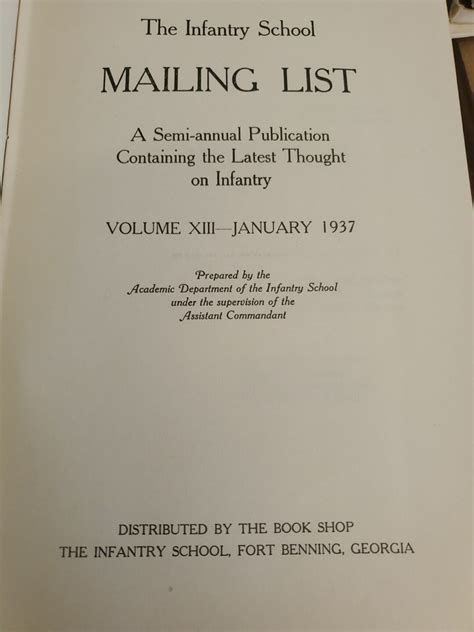 The Infantry School
MAILING LIST
A Semi-annual Publication
Containing the Latest Thought
on Infantry
VOLUME XIII—JANUARY 1937
Prepared by the
Academic Department of the Infantry School
under the supervision of the
Assistant Commandant
DISTRIBUTED BY THE BOOK SHOP
THE INFANTRY SCHOOL, FORT BENNING, GEORGIA